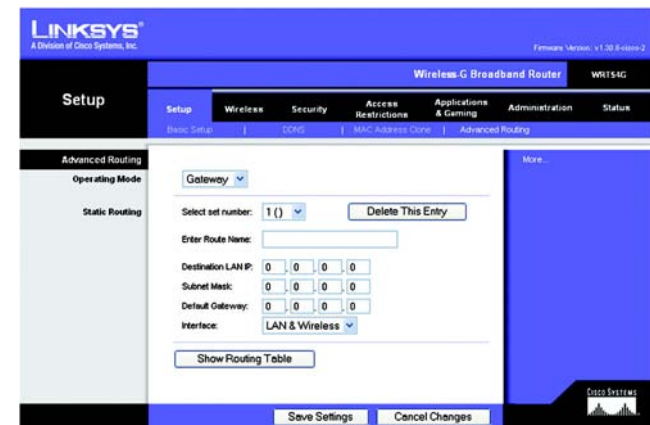 LINKSYS®
A Division of Cisco Systems, Inc.
Firmware Version: v1.30.8-cisco-2
Wireless-G Broadband Router WRT54G
Setup
Setup Wireless Security Access Restrictions Applications & Gaming Administration Status
Basic Setup | DDNS | MAC Address Clone | Advanced Routing
Advanced Routing
More...
Operating Mode Gateway
Static Routing Select set number: 1 () Delete This Entry
Enter Route Name:
Destination LAN IP: 0 . 0 . 0 . 0
Subnet Mask: 0 . 0 . 0 . 0
Default Gateway: 0 . 0 . 0 . 0
Interface: LAN & Wireless
Show Routing Table
Save Settings Cancel Changes
CISCO SYSTEMS